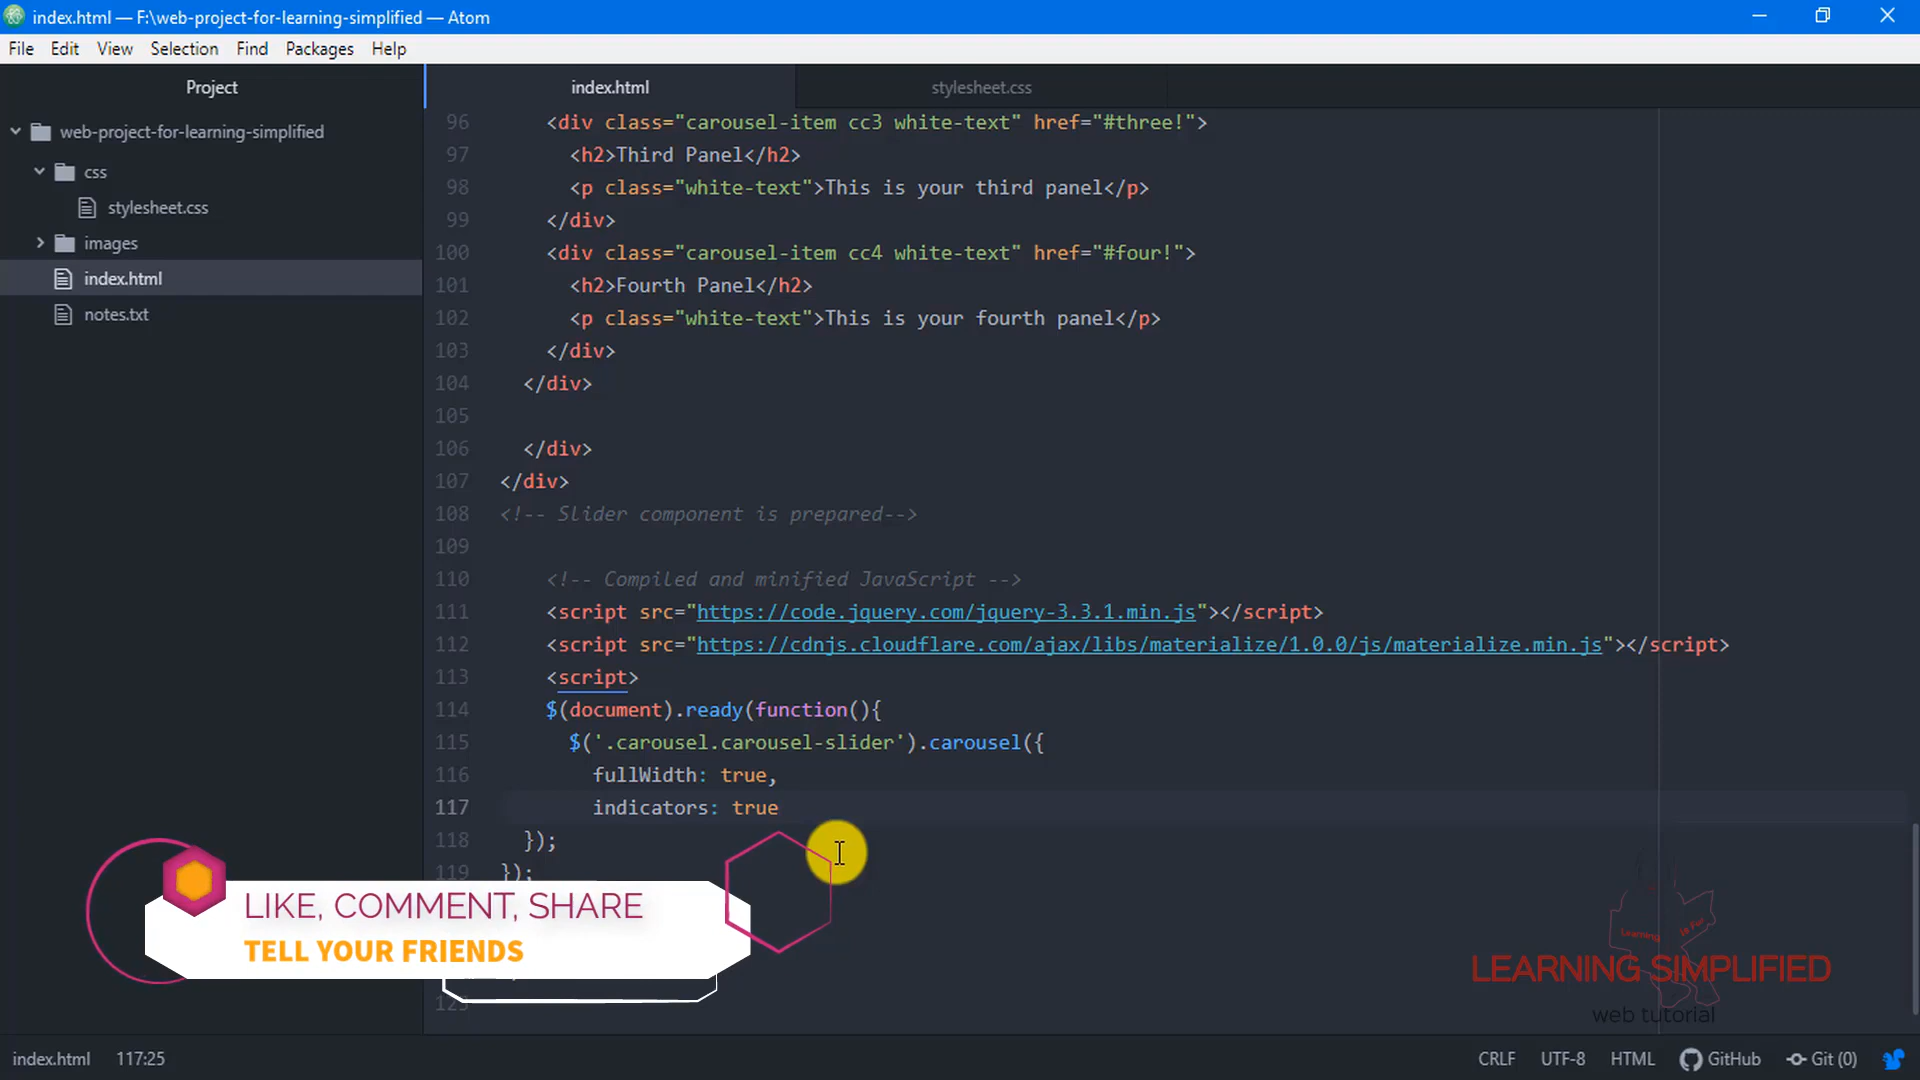 index.html — F:\web-project-for-learning-simplified — Atom
File Edit View Selection Find Packages Help
Project
index.html
stylesheet.css
web-project-for-learning-simplified
css
stylesheet.css
images
index.html
notes.txt
96 <div class="carousel-item cc3 white-text" href="#three!">
97 <h2>Third Panel</h2>
98 <p class="white-text">This is your third panel</p>
99 </div>
100 <div class="carousel-item cc4 white-text" href="#four!">
101 <h2>Fourth Panel</h2>
102 <p class="white-text">This is your fourth panel</p>
103 </div>
104 </div>
105
106 </div>
107 </div>
108 <!-- Slider component is prepared-->
109
110 <!-- Compiled and minified JavaScript -->
111 <script src="https://code.jquery.com/jquery-3.3.1.min.js"></script>
112 <script src="https://cdnjs.cloudflare.com/ajax/libs/materialize/1.0.0/js/materialize.min.js"></script>
113 <script>
114 $(document).ready(function(){
115 $('.carousel.carousel-slider').carousel({
116 fullWidth: true,
117 indicators: true
118 });
119 });
LIKE, COMMENT, SHARE
TELL YOUR FRIENDS
Learning is For
LEARNING SIMPLIFIED
web tutorial
index.html 117:25
CRLF UTF-8 HTML GitHub Git (0)